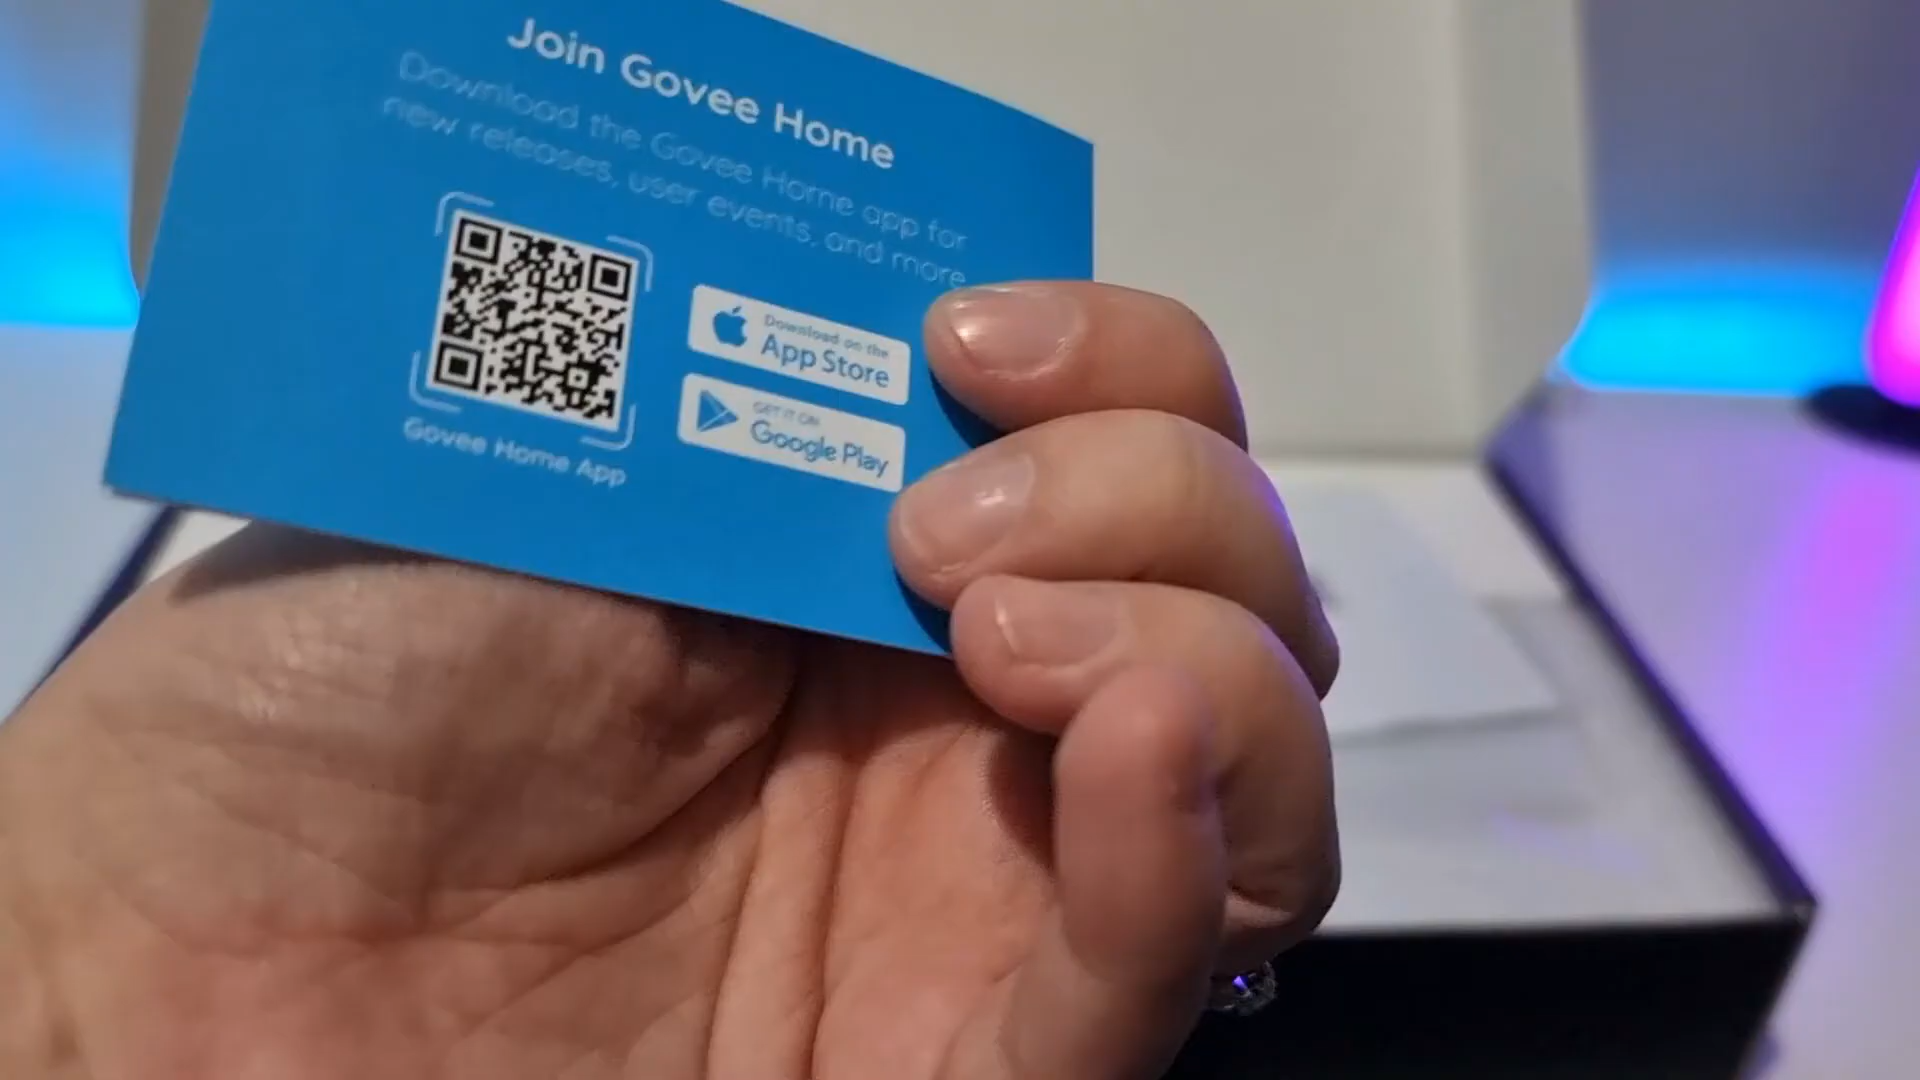 Join Govee Home
Download the Govee Home app for
new releases, user events, and more
Download on the
App Store
GET IT ON
Google Play
Govee Home App